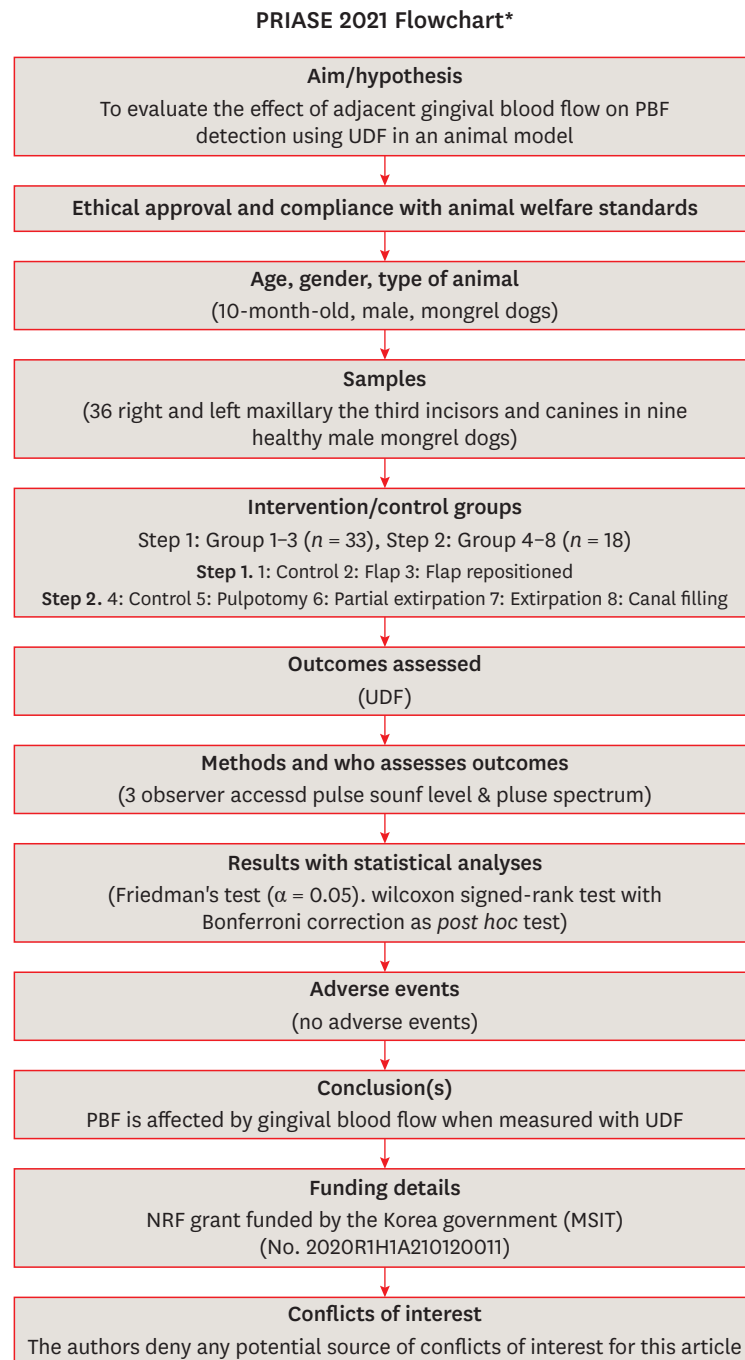 PRIASE 2021 Flowchart*
Aim/hypothesis
To evaluate the effect of adjacent gingival blood flow on PBF
detection using UDF in an animal model
Ethical approval and compliance with animal welfare standards
Age, gender, type of animal
(10-month-old, male, mongrel dogs)
Samples
(36 right and left maxillary the third incisors and canines in nine
healthy male mongrel dogs)
Intervention/control groups
Step 1: Group 1–3 (n = 33), Step 2: Group 4–8 (n = 18)
Step 1. 1: Control 2: Flap 3: Flap repositioned
Step 2. 4: Control 5: Pulpotomy 6: Partial extirpation 7: Extirpation 8: Canal filling
Outcomes assessed
(UDF)
Methods and who assesses outcomes
(3 observer accessd pulse sounf level & pluse spectrum)
Results with statistical analyses
(Friedman's test (α = 0.05). wilcoxon signed-rank test with
Bonferroni correction as post hoc test)
Adverse events
(no adverse events)
Conclusion(s)
PBF is affected by gingival blood flow when measured with UDF
Funding details
NRF grant funded by the Korea government (MSIT)
(No. 2020R1H1A210120011)
Conflicts of interest
The authors deny any potential source of conflicts of interest for this article